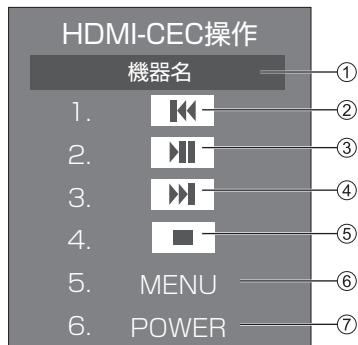 HDMI-CEC操作
機器名 ①
1. ②
2. ③
3. ④
4. ⑤
5. MENU ⑥
6. POWER ⑦